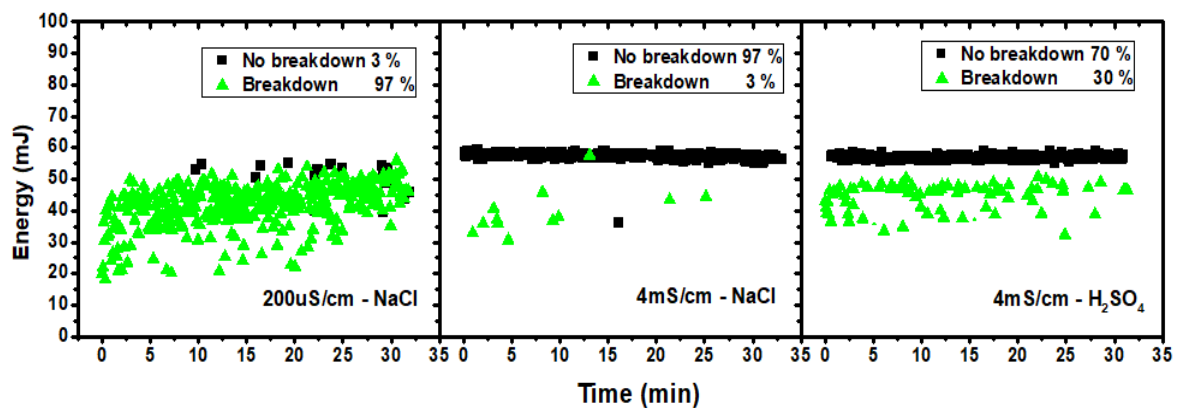 100
90
80
70
60
50
40
30
20
10
0
Energy (mJ)
No breakdown 3 %
Breakdown 97 %
200uS/cm - NaCl
0 5 10 15 20 25 30 35
No breakdown 97 %
Breakdown 3 %
4mS/cm - NaCl
0 5 10 15 20 25 30 35
No breakdown 70 %
Breakdown 30 %
4mS/cm - H₂SO₄
0 5 10 15 20 25 30 35
Time (min)